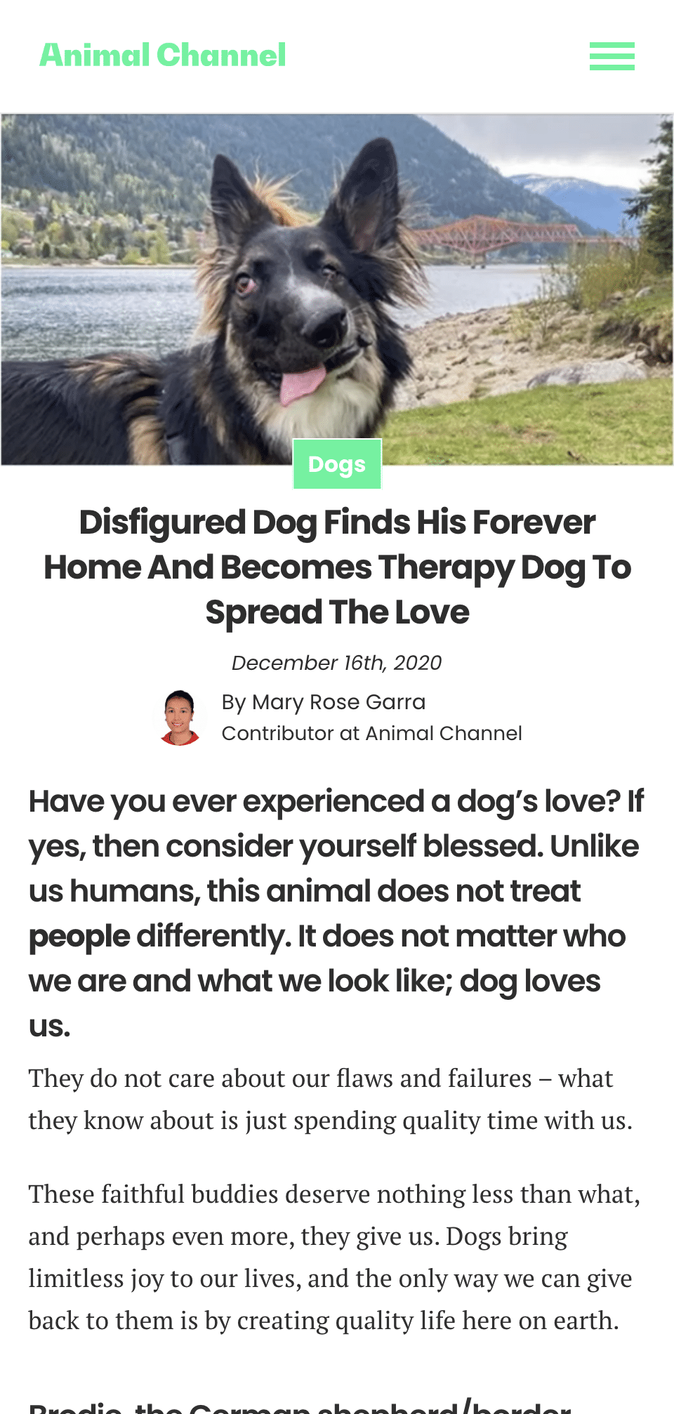 Animal Channel
Dogs
Disfigured Dog Finds His Forever
Home And Becomes Therapy Dog To
Spread The Love
December 16th, 2020
By Mary Rose Garra
Contributor at Animal Channel
Have you ever experienced a dog’s love? If
yes, then consider yourself blessed. Unlike
us humans, this animal does not treat
people differently. It does not matter who
we are and what we look like; dog loves
us.
They do not care about our flaws and failures – what
they know about is just spending quality time with us.
These faithful buddies deserve nothing less than what,
and perhaps even more, they give us. Dogs bring
limitless joy to our lives, and the only way we can give
back to them is by creating quality life here on earth.
Brodie, the German shepherd/border